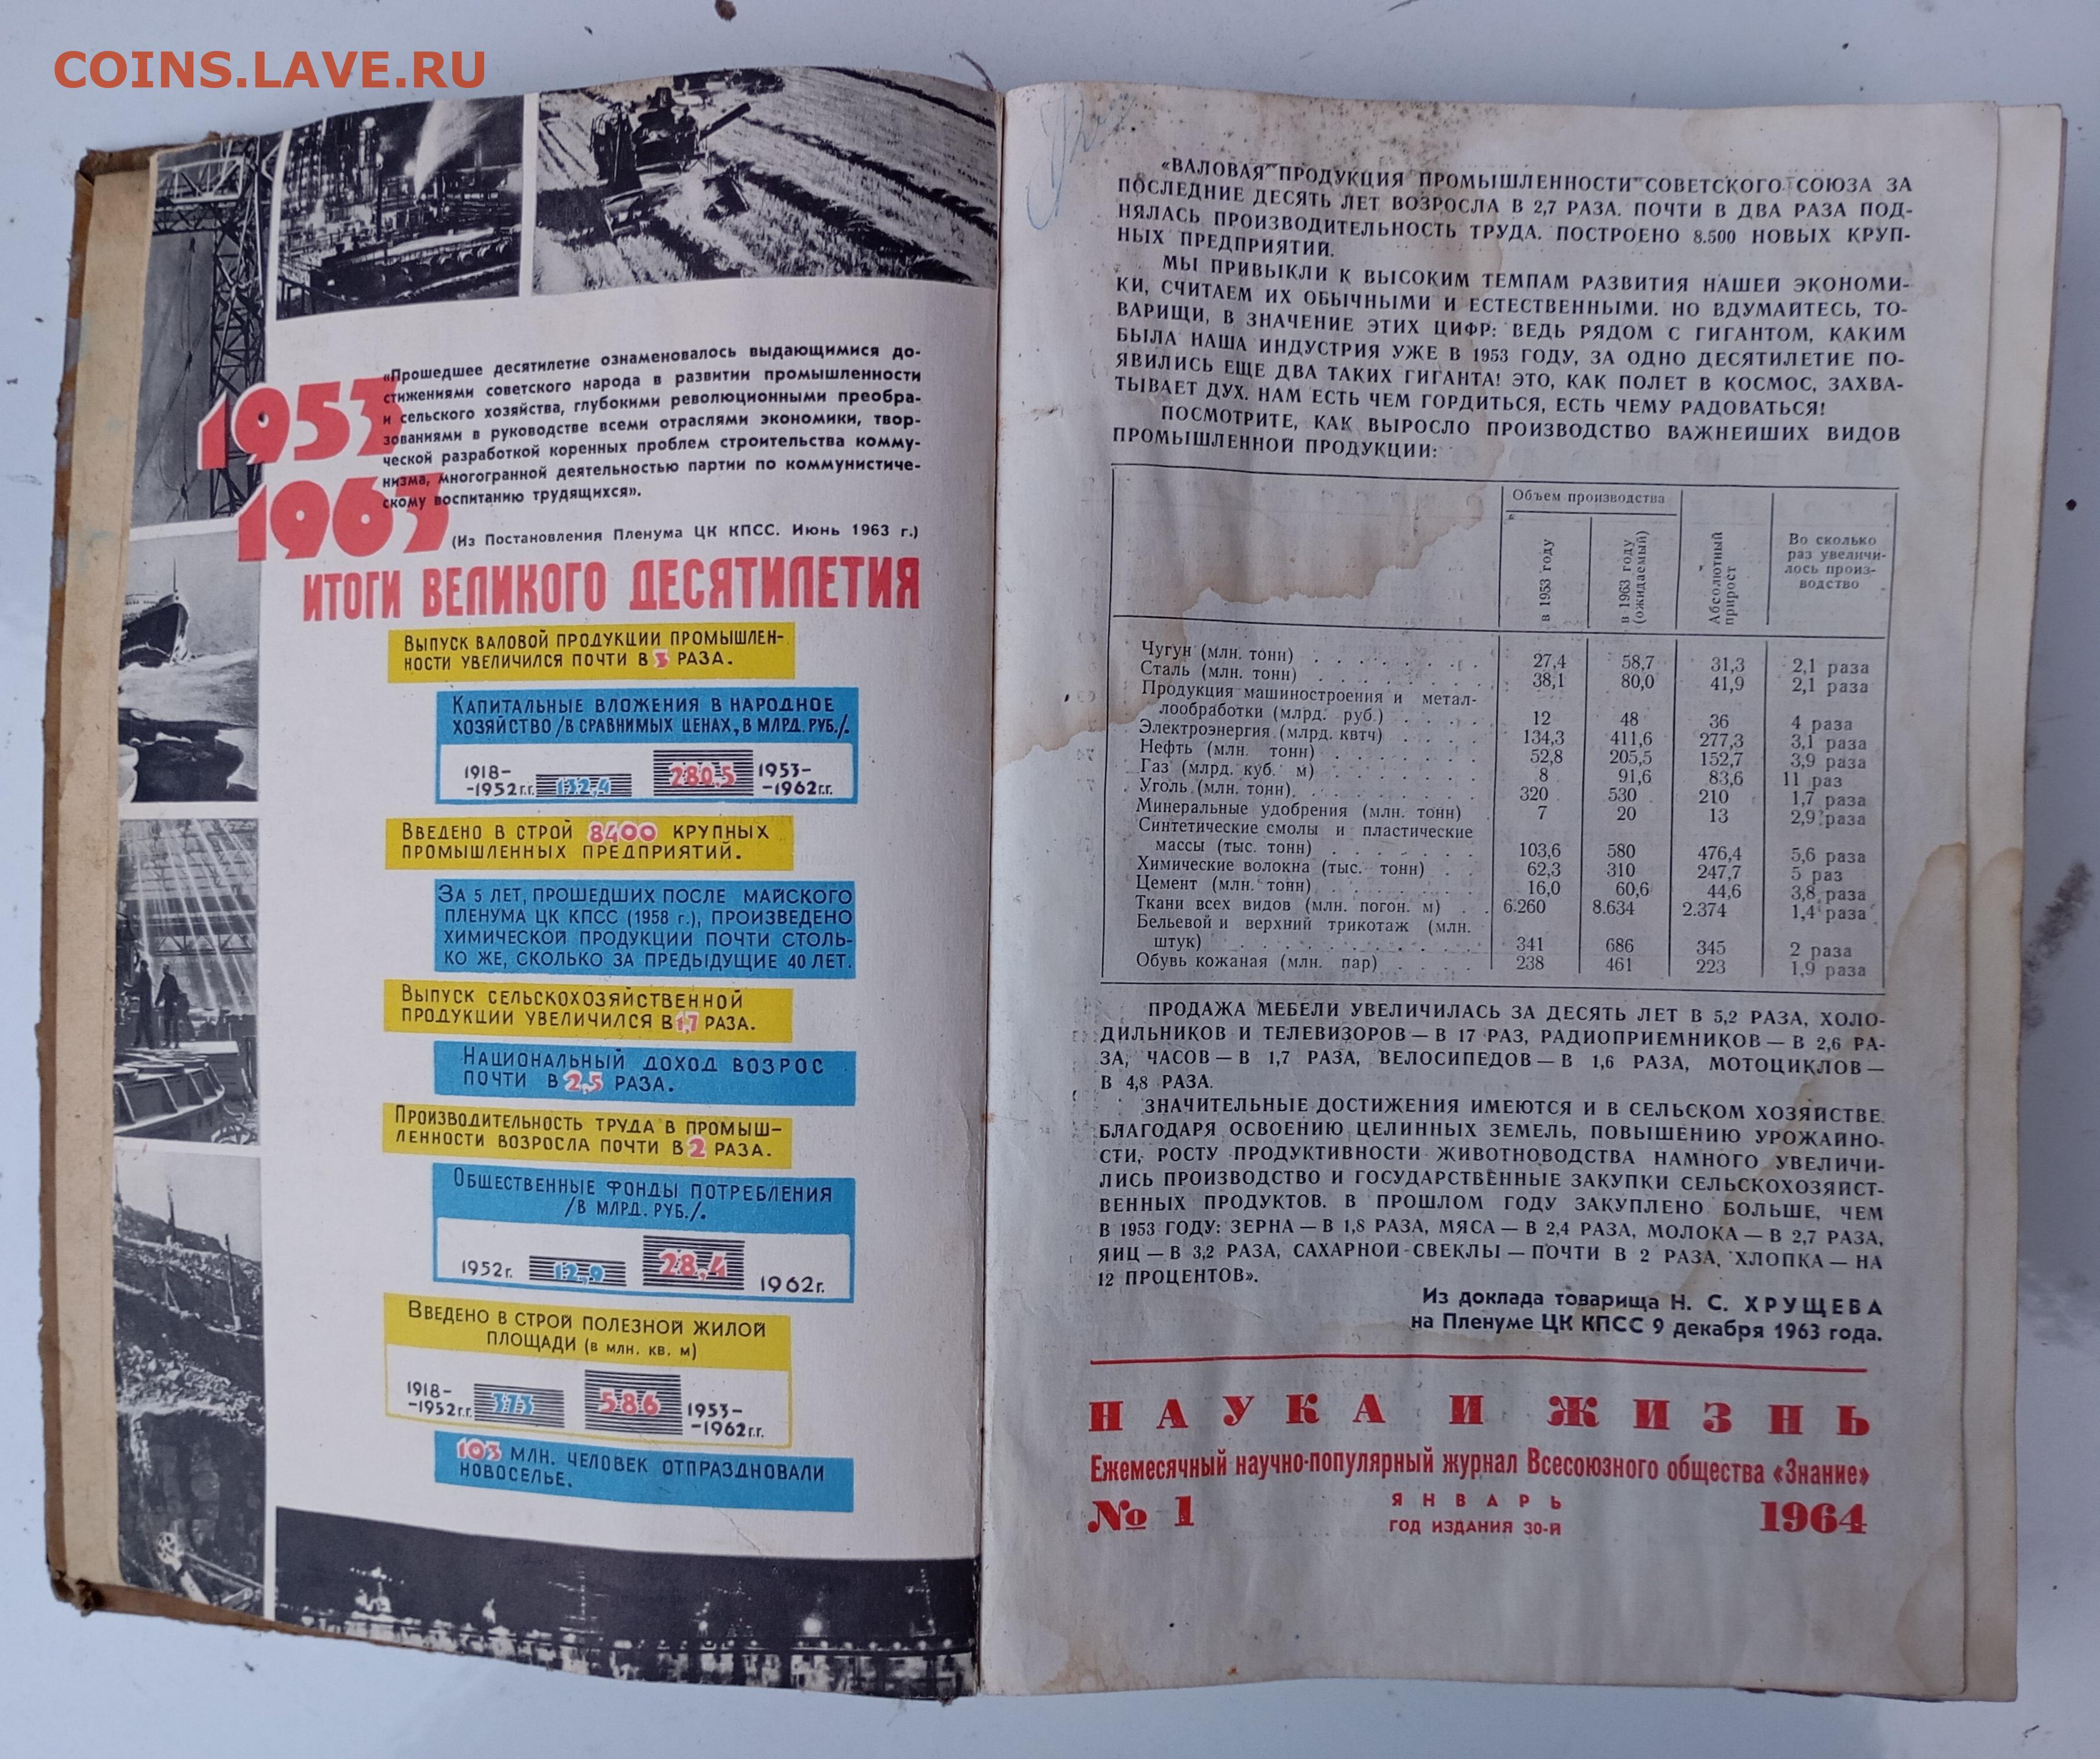 COINS.LAVE.RU
1953
1963
«Прошедшее десятилетие ознаменовалось выдающимися до-
стижениями советского народа в развитии промышленности
и сельского хозяйства, глубокими революционными преобра-
зованиями в руководстве всеми отраслями экономики, твор-
ческой разработкой коренных проблем строительства комму-
низма, многогранной деятельностью партии по коммунистиче-
скому воспитанию трудящихся».
(Из Постановления Пленума ЦК КПСС. Июнь 1963 г.)
ИТОГИ ВЕЛИКОГО ДЕСЯТИЛЕТИЯ
ВЫПУСК ВАЛОВОЙ ПРОДУКЦИИ ПРОМЫШЛЕН-
НОСТИ УВЕЛИЧИЛСЯ ПОЧТИ В 3 РАЗА.
КАПИТАЛЬНЫЕ ВЛОЖЕНИЯ В НАРОДНОЕ
ХОЗЯЙСТВО /В СРАВНИМЫХ ЦЕНАХ, В МЛРД. РУБ./.
1918–
-1952г.г. 132,4 280,5 1953–
-1962г.г.
ВВЕДЕНО В СТРОЙ 8400 КРУПНЫХ
ПРОМЫШЛЕННЫХ ПРЕДПРИЯТИЙ.
ЗА 5 ЛЕТ, ПРОШЕДШИХ ПОСЛЕ МАЙСКОГО
ПЛЕНУМА ЦК КПСС (1958 г.), ПРОИЗВЕДЕНО
ХИМИЧЕСКОЙ ПРОДУКЦИИ ПОЧТИ СТОЛЬ-
КО ЖЕ, СКОЛЬКО ЗА ПРЕДЫДУЩИЕ 40 ЛЕТ.
ВЫПУСК СЕЛЬСКОХОЗЯЙСТВЕННОЙ
ПРОДУКЦИИ УВЕЛИЧИЛСЯ В 1,7 РАЗА.
НАЦИОНАЛЬНЫЙ ДОХОД ВОЗРОС
ПОЧТИ В 2,5 РАЗА.
ПРОИЗВОДИТЕЛЬНОСТЬ ТРУДА В ПРОМЫШ-
ЛЕННОСТИ ВОЗРОСЛА ПОЧТИ В 2 РАЗА.
ОБЩЕСТВЕННЫЕ ФОНДЫ ПОТРЕБЛЕНИЯ
/В МЛРД. РУБ./.
1952г. 12,9 28,4 1962г.
ВВЕДЕНО В СТРОЙ ПОЛЕЗНОЙ ЖИЛОЙ
ПЛОЩАДИ (в млн. кв. м)
1918–
-1952г.г. 373 586 1953–
-1962г.г.
103 МЛН. ЧЕЛОВЕК ОТПРАЗДНОВАЛИ
НОВОСЕЛЬЕ.
«ВАЛОВАЯ ПРОДУКЦИЯ ПРОМЫШЛЕННОСТИ СОВЕТСКОГО СОЮЗА ЗА
ПОСЛЕДНИЕ ДЕСЯТЬ ЛЕТ ВОЗРОСЛА В 2,7 РАЗА. ПОЧТИ В ДВА РАЗА ПОД-
НЯЛАСЬ ПРОИЗВОДИТЕЛЬНОСТЬ ТРУДА. ПОСТРОЕНО 8.500 НОВЫХ КРУП-
НЫХ ПРЕДПРИЯТИЙ.
МЫ ПРИВЫКЛИ К ВЫСОКИМ ТЕМПАМ РАЗВИТИЯ НАШЕЙ ЭКОНОМИ-
КИ, СЧИТАЕМ ИХ ОБЫЧНЫМИ И ЕСТЕСТВЕННЫМИ. НО ВДУМАЙТЕСЬ, ТО-
ВАРИЩИ, В ЗНАЧЕНИЕ ЭТИХ ЦИФР: ВЕДЬ РЯДОМ С ГИГАНТОМ, КАКИМ
БЫЛА НАША ИНДУСТРИЯ УЖЕ В 1953 ГОДУ, ЗА ОДНО ДЕСЯТИЛЕТИЕ ПО-
ЯВИЛИСЬ ЕЩЕ ДВА ТАКИХ ГИГАНТА! ЭТО, КАК ПОЛЕТ В КОСМОС, ЗАХВА-
ТЫВАЕТ ДУХ. НАМ ЕСТЬ ЧЕМ ГОРДИТЬСЯ, ЕСТЬ ЧЕМУ РАДОВАТЬСЯ!
ПОСМОТРИТЕ, КАК ВЫРОСЛО ПРОИЗВОДСТВО ВАЖНЕЙШИХ ВИДОВ
ПРОМЫШЛЕННОЙ ПРОДУКЦИИ:
Объем производства
в 1953 году
в 1963 году
(ожидаемый)
Абсолютный
прирост
Во сколько
раз увеличи-
лось произ-
водство
Чугун (млн. тонн) 27,4 58,7 31,3 2,1 раза
Сталь (млн. тонн) 38,1 80,0 41,9 2,1 раза
Продукция машиностроения и метал-
лообработки (млрд. руб.) 12 48 36 4 раза
Электроэнергия (млрд. квтч) 134,3 411,6 277,3 3,1 раза
Нефть (млн. тонн) 52,8 205,5 152,7 3,9 раза
Газ (млрд. куб. м) 8 91,6 83,6 11 раз
Уголь (млн. тонн) 320 530 210 1,7 раза
Минеральные удобрения (млн. тонн) 7 20 13 2,9 раза
Синтетические смолы и пластические
массы (тыс. тонн) 103,6 580 476,4 5,6 раза
Химические волокна (тыс. тонн) 62,3 310 247,7 5 раз
Цемент (млн. тонн) 16,0 60,6 44,6 3,8 раза
Ткани всех видов (млн. погон. м) 6.260 8.634 2.374 1,4 раза
Бельевой и верхний трикотаж (млн.
штук) 341 686 345 2 раза
Обувь кожаная (млн. пар) 238 461 223 1,9 раза
ПРОДАЖА МЕБЕЛИ УВЕЛИЧИЛАСЬ ЗА ДЕСЯТЬ ЛЕТ В 5,2 РАЗА, ХОЛО-
ДИЛЬНИКОВ И ТЕЛЕВИЗОРОВ — В 17 РАЗ, РАДИОПРИЕМНИКОВ — В 2,6 РА-
ЗА, ЧАСОВ — В 1,7 РАЗА, ВЕЛОСИПЕДОВ — В 1,6 РАЗА, МОТОЦИКЛОВ —
В 4,8 РАЗА.
ЗНАЧИТЕЛЬНЫЕ ДОСТИЖЕНИЯ ИМЕЮТСЯ И В СЕЛЬСКОМ ХОЗЯЙСТВЕ.
БЛАГОДАРЯ ОСВОЕНИЮ ЦЕЛИННЫХ ЗЕМЕЛЬ, ПОВЫШЕНИЮ УРОЖАЙНО-
СТИ, РОСТУ ПРОДУКТИВНОСТИ ЖИВОТНОВОДСТВА НАМНОГО УВЕЛИЧИ-
ЛИСЬ ПРОИЗВОДСТВО И ГОСУДАРСТВЕННЫЕ ЗАКУПКИ СЕЛЬСКОХОЗЯЙСТ-
ВЕННЫХ ПРОДУКТОВ. В ПРОШЛОМ ГОДУ ЗАКУПЛЕНО БОЛЬШЕ, ЧЕМ
В 1953 ГОДУ: ЗЕРНА — В 1,8 РАЗА, МЯСА — В 2,4 РАЗА, МОЛОКА — В 2,7 РАЗА,
ЯИЦ — В 3,2 РАЗА, САХАРНОЙ СВЕКЛЫ — ПОЧТИ В 2 РАЗА, ХЛОПКА — НА
12 ПРОЦЕНТОВ».
Из доклада товарища Н. С. ХРУЩЕВА
на Пленуме ЦК КПСС 9 декабря 1963 года.
НАУКА И ЖИЗНЬ
Ежемесячный научно-популярный журнал Всесоюзного общества «Знание»
№ 1 ЯНВАРЬ 1964
ГОД ИЗДАНИЯ 30-Й